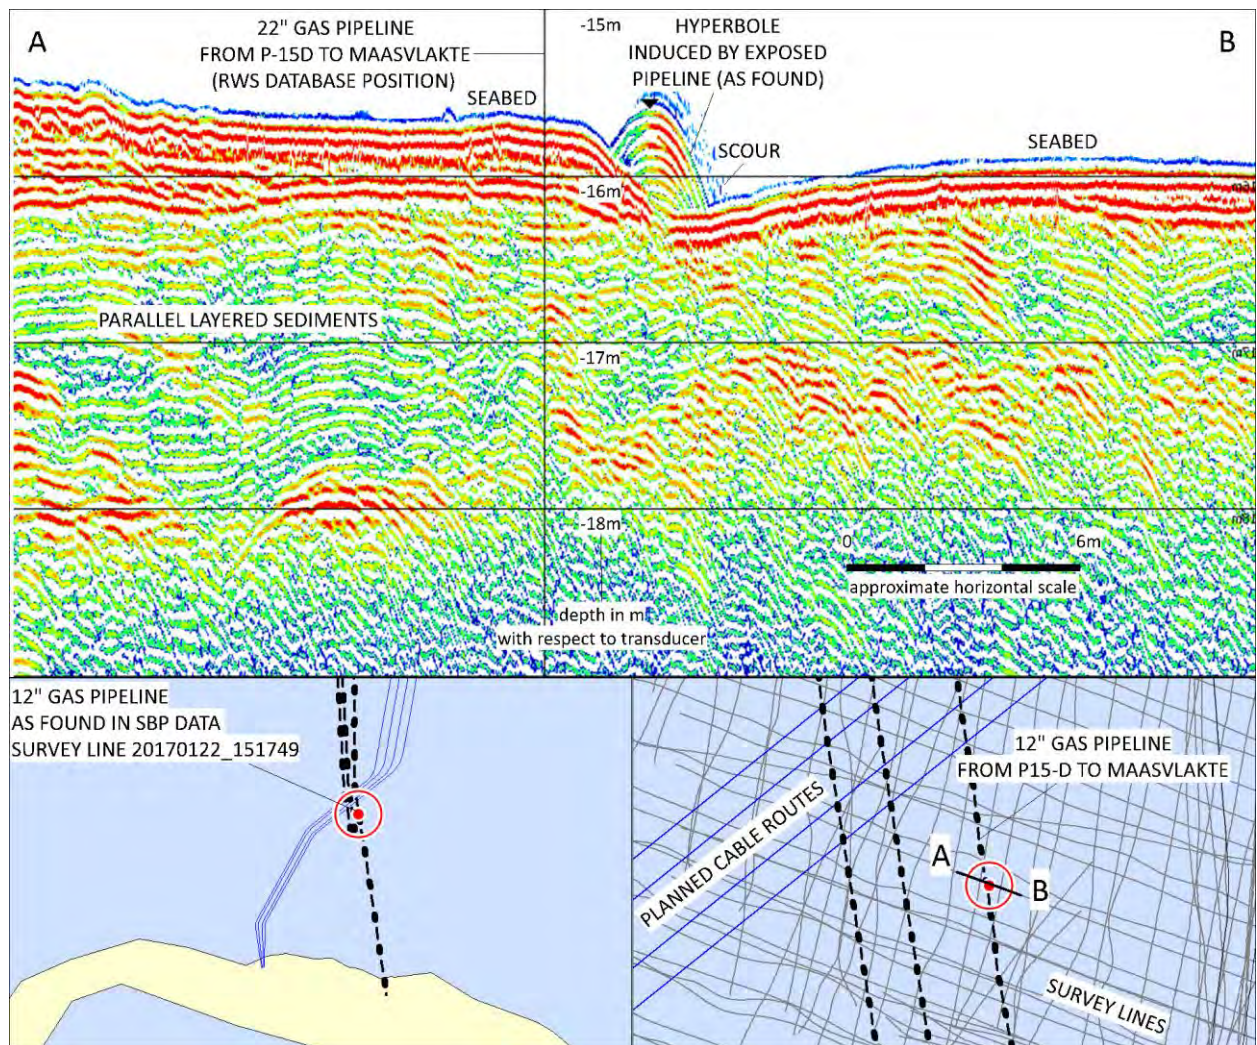 A
22" GAS PIPELINE
FROM P-15D TO MAASVLAKTE
(RWS DATABASE POSITION)
SEABED
-15m
HYPERBOLE
INDUCED BY EXPOSED
PIPELINE (AS FOUND)
B
SCOUR
SEABED
-16m
PARALLEL LAYERED SEDIMENTS
-17m
-18m
0
6m
approximate horizontal scale
depth in m
with respect to transducer
12" GAS PIPELINE
AS FOUND IN SBP DATA
SURVEY LINE 20170122_151749
12" GAS PIPELINE
FROM P15-D TO MAASVLAKTE
PLANNED CABLE ROUTES
A
B
SURVEY LINES